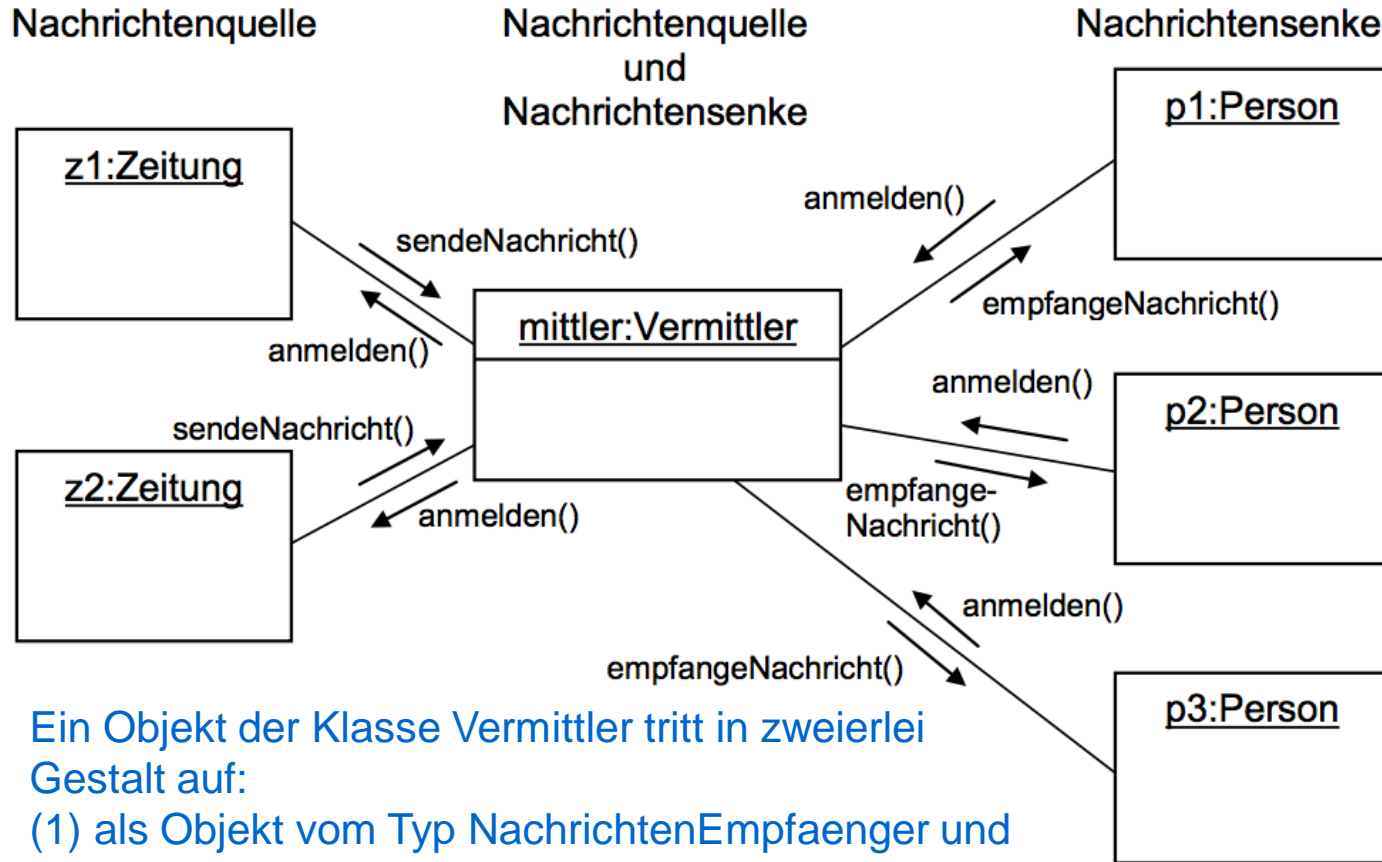 Nachrichtenquelle
Nachrichtenquelle
und
Nachrichtensenke
Nachrichtensenke
z1:Zeitung
p1:Person
anmelden()
sendeNachricht()
empfangeNachricht()
mittler:Vermittler
anmelden()
anmelden()
p2:Person
sendeNachricht()
z2:Zeitung
empfange-
Nachricht()
anmelden()
anmelden()
empfangeNachricht()
p3:Person
Ein Objekt der Klasse Vermittler tritt in zweierlei
Gestalt auf:
(1) als Objekt vom Typ NachrichtenEmpfaenger und